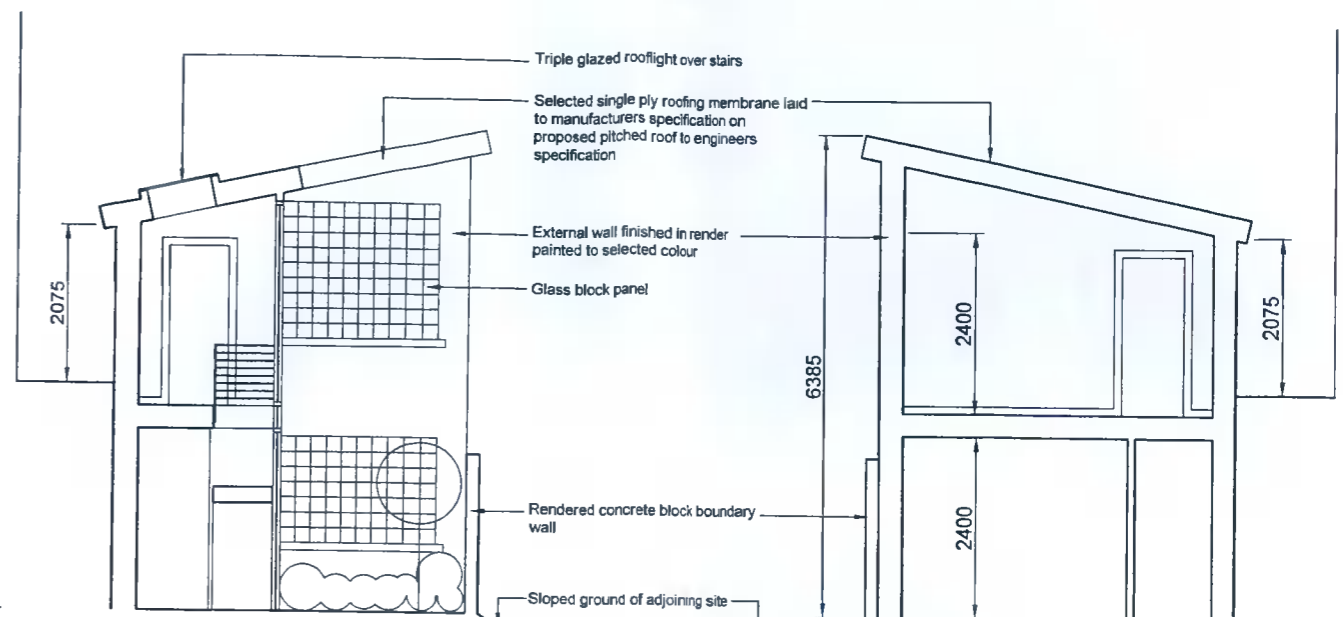 Triple glazed rooflight over stairs
Selected single ply roofing membrane laid
to manufacturers specification on
proposed pitched roof to engineers
specification
External wall finished in render
painted to selected colour
Glass block panel
2075
6385
2400
2075
2400
Rendered concrete block boundary
wall
Sloped ground of adjoining site